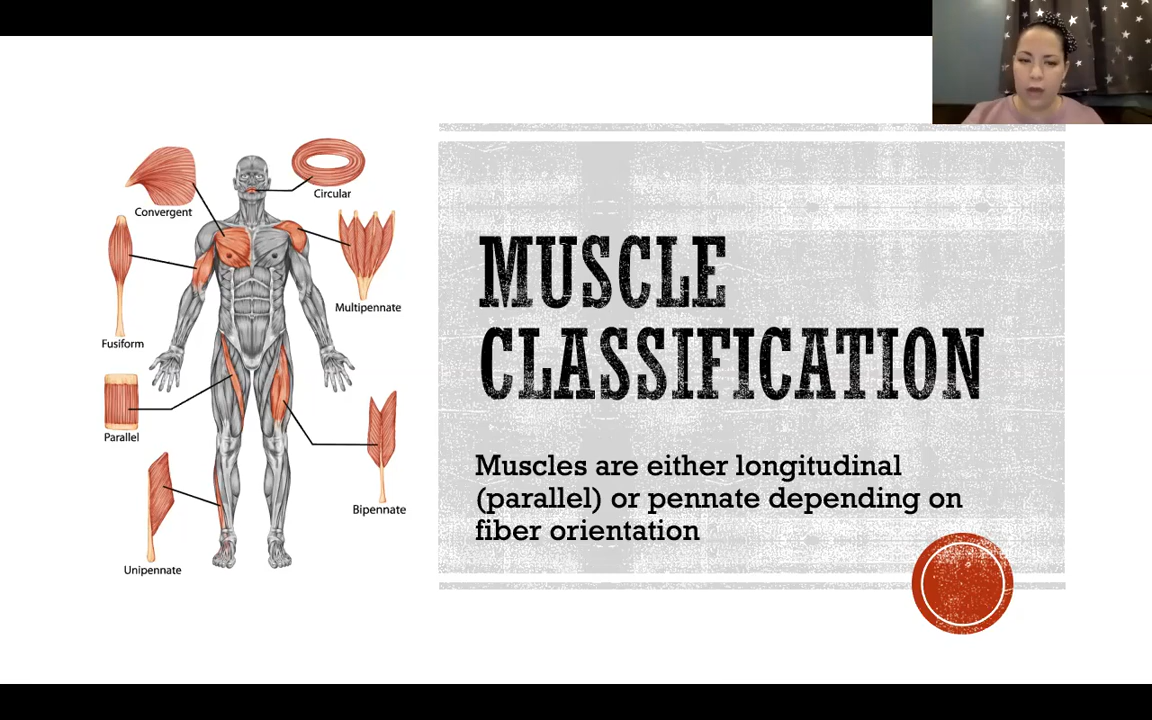 Convergent
Circular
Fusiform
Multipennate
Parallel
Bipennate
Unipennate
MUSCLE
CLASSIFICATION
Muscles are either longitudinal
(parallel) or pennate depending on
fiber orientation